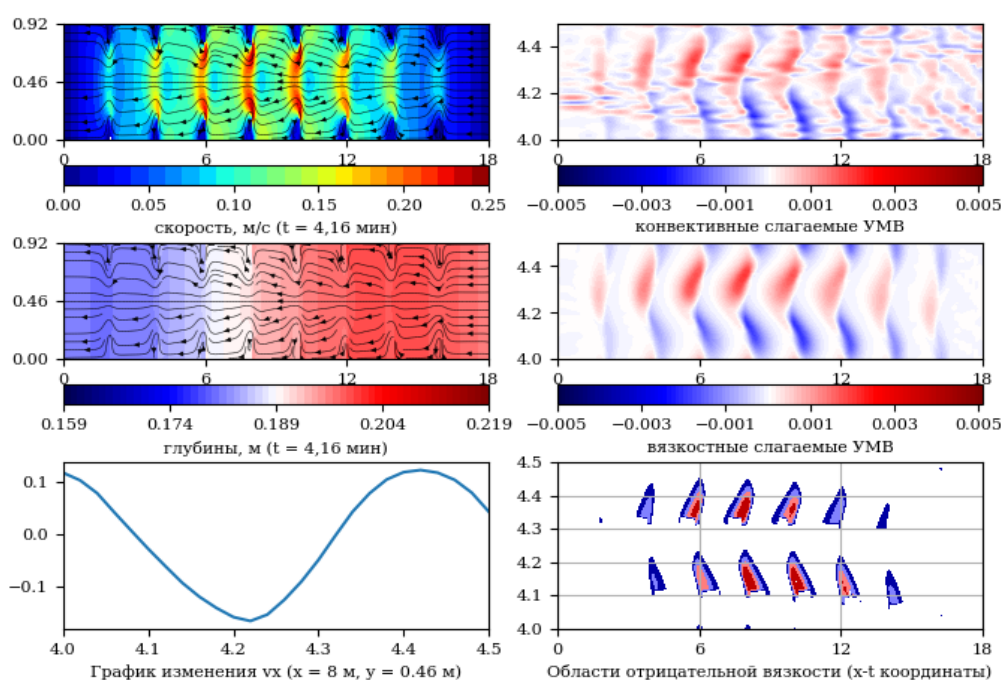 0.92
0.46
0.00
0 6 12 18
0.00 0.05 0.10 0.15 0.20 0.25
скорость, м/с (t = 4,16 мин)
4.4
4.2
4.0
0 6 12 18
−0.005 −0.001 −0.001 0.001 0.003 0.005
конвективные слагаемые УМВ
0.92
0.46
0.00
0 6 12 18
0.159 0.174 0.189 0.204 0.219
глубины, м (t = 4,16 мин)
4.4
4.2
4.0
0 6 12 18
−0.005 −0.003 −0.001 0.001 0.003 0.005
вязкостные слагаемые УМВ
0.1
0.0
−0.1
4.0 4.1 4.2 4.3 4.4 4.5
График изменения vx (x = 8 м, y = 0.46 м)
4.5
4.4
4.3
4.2
4.1
4.0
0 6 12 18
Области отрицательной вязкости (x-t координаты)